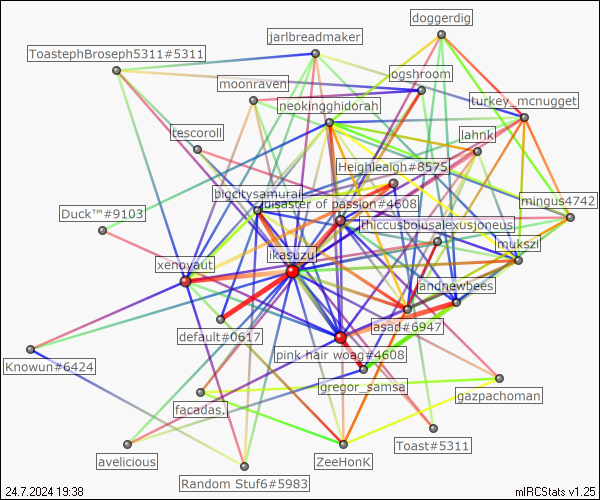 doggerdig
jarlbreadmaker
ToastephBroseph5311#5311
ogshroom
moonraven
neokingghidorah
turkey_mcnugget
tescoroll
lahnk
Heighleaigh#8575
bigcitysamurai
disaster of passion#4608
mingus4742
Duck™#9103
thiccusboiusalexusjoneus
mukszi
ikasuzu
xenovaut
andnewbees
default#0617
asad#6947
pink hair woag#4608
Knowun#6424
gregor_samsa
gazpachoman
facadas.
Toast#5311
avelicious
ZeeHonK
Random Stuf6#5983
24.7.2024 19:38
mIRCStats v1.25